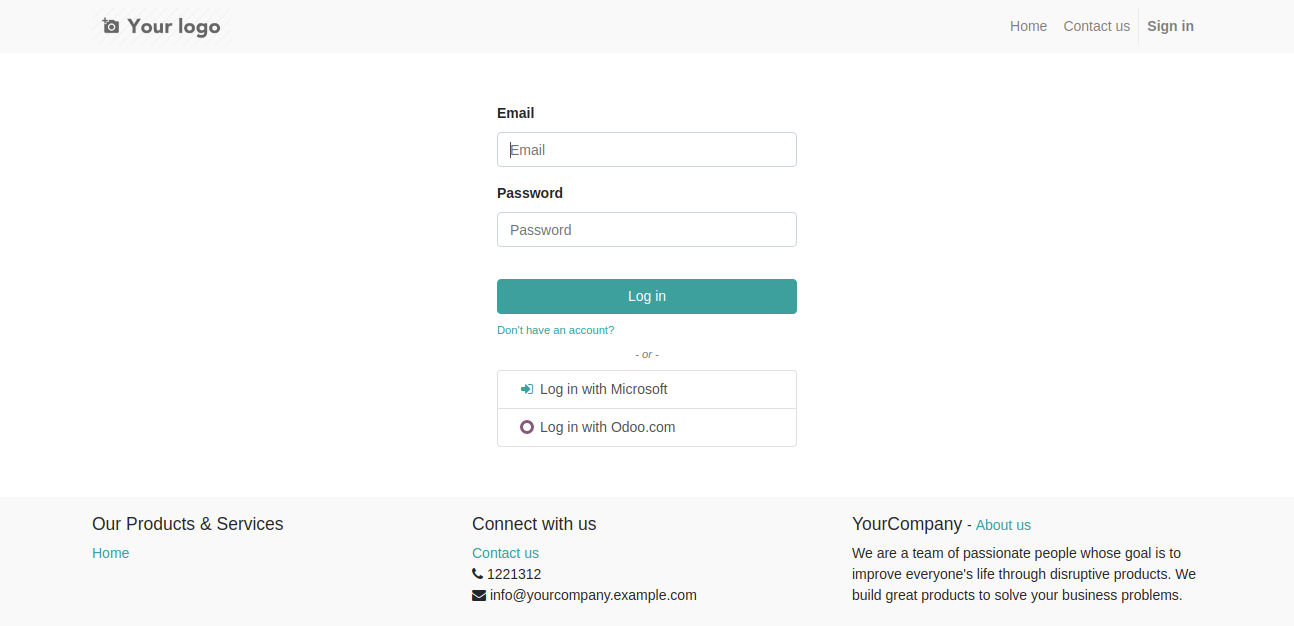 Your logo
Home Contact us Sign in
Email
Email
Password
Password
Log in
Don't have an account?
- or -
Log in with Microsoft
Log in with Odoo.com
Our Products & Services
Home
Connect with us
Contact us
1221312
info@yourcompany.example.com
YourCompany - About us
We are a team of passionate people whose goal is to
improve everyone's life through disruptive products. We
build great products to solve your business problems.